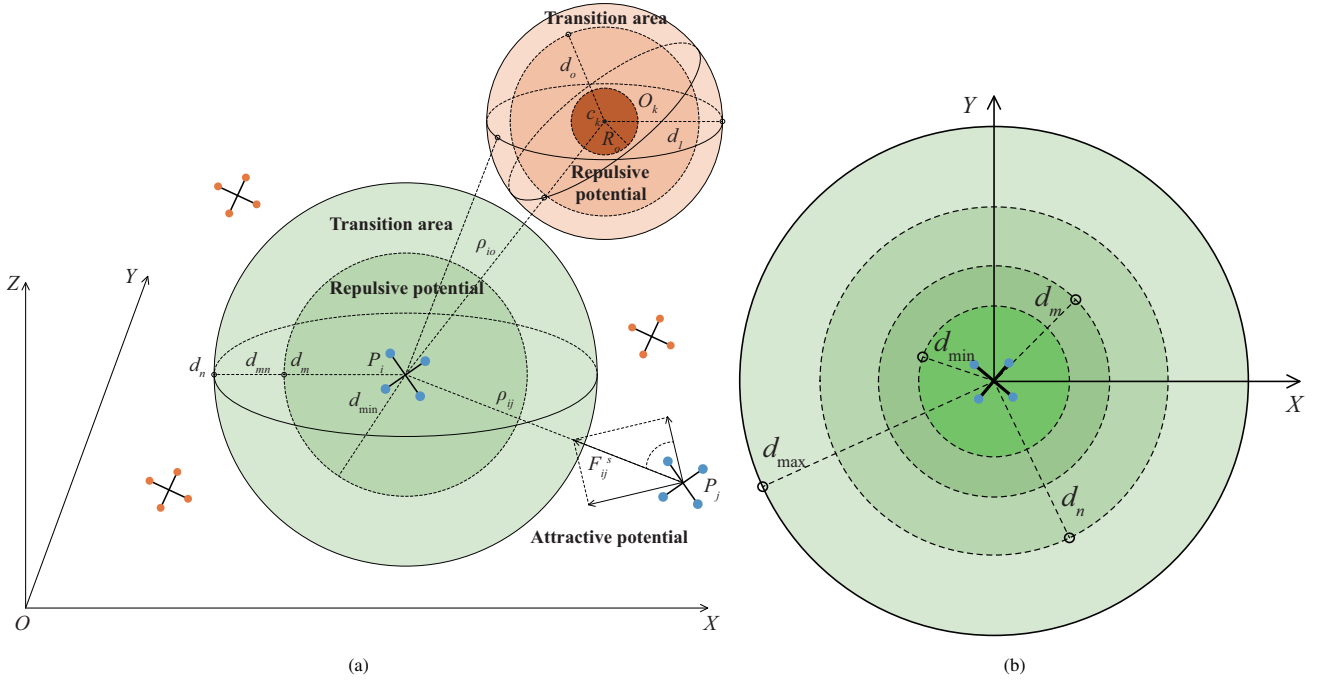 Transition area
d_o
O_k
c_k
R_o
d_l
Repulsive
potential
Transition area
ρ_io
Z
Y
Repulsive potential
d_n
d_mn
d_m
P_i
d_min
ρ_ij
F_ij^s
P_j
Attractive potential
O
X
(a)
Y
d_m
d_min
X
d_max
d_n
(b)